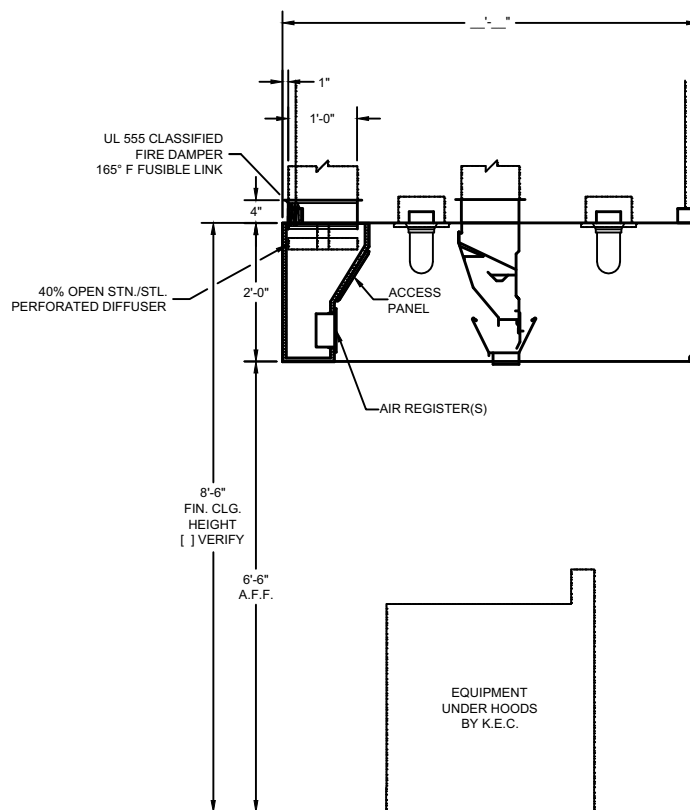 __'-__"
1"
1'-0"
UL 555 CLASSIFIED
FIRE DAMPER
165° F FUSIBLE LINK
4"
40% OPEN STN./STL.
PERFORATED DIFFUSER
2'-0"
ACCESS
PANEL
AIR REGISTER(S)
8'-6"
FIN. CLG.
HEIGHT
[ ] VERIFY
6'-6"
A.F.F.
EQUIPMENT
UNDER HOODS
BY K.E.C.